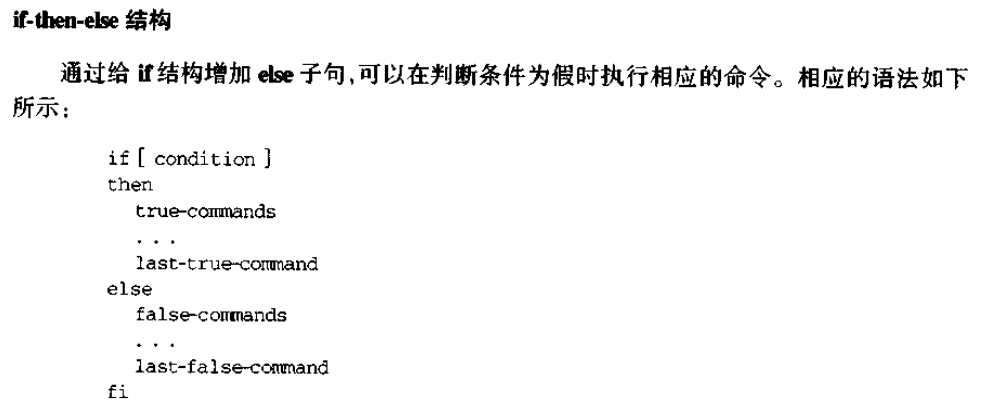 if-then-else 结构
通过给 if 结构增加 else 子句,可以在判断条件为假时执行相应的命令。相应的语法如下
所示:
if [ condition ]
then
true-commands
...
last-true-command
else
false-commands
...
last-false-command
fi